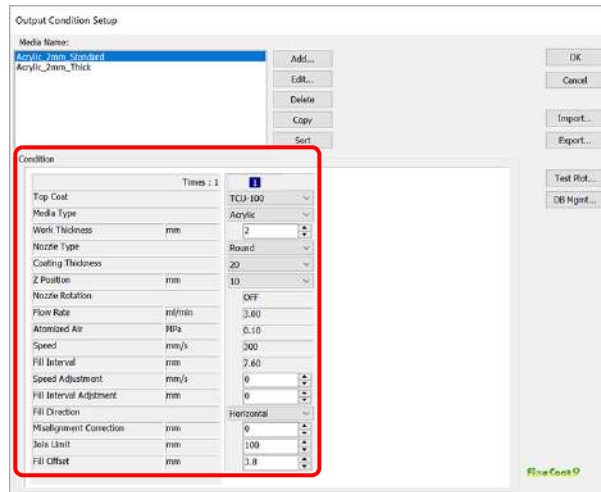 Output Condition Setup
Media Name:
Acrylic_2mm_Standard
Acrylic_2mm_Thick
Add...
Edit...
Delete
Copy
Sort
OK
Cancel
Import...
Export...
Test Plot...
DB Mgmt...
Condition
Times : 1 1
Top Coat TCU-100
Media Type Acrylic
Work Thickness mm 2
Nozzle Type Round
Coating Thickness 20
Z Position mm 10
Nozzle Rotation OFF
Flow Rate ml/min 3.00
Atomized Air MPa 0.10
Speed mm/s 300
Fill Interval mm 7.60
Speed Adjustment mm/s 0
Fill Interval Adjstment mm 0
Fill Direction Horizontal
Misalignment Correction mm 0
Join Limit mm 100
Fill Offset mm 3.8
FineCoat9